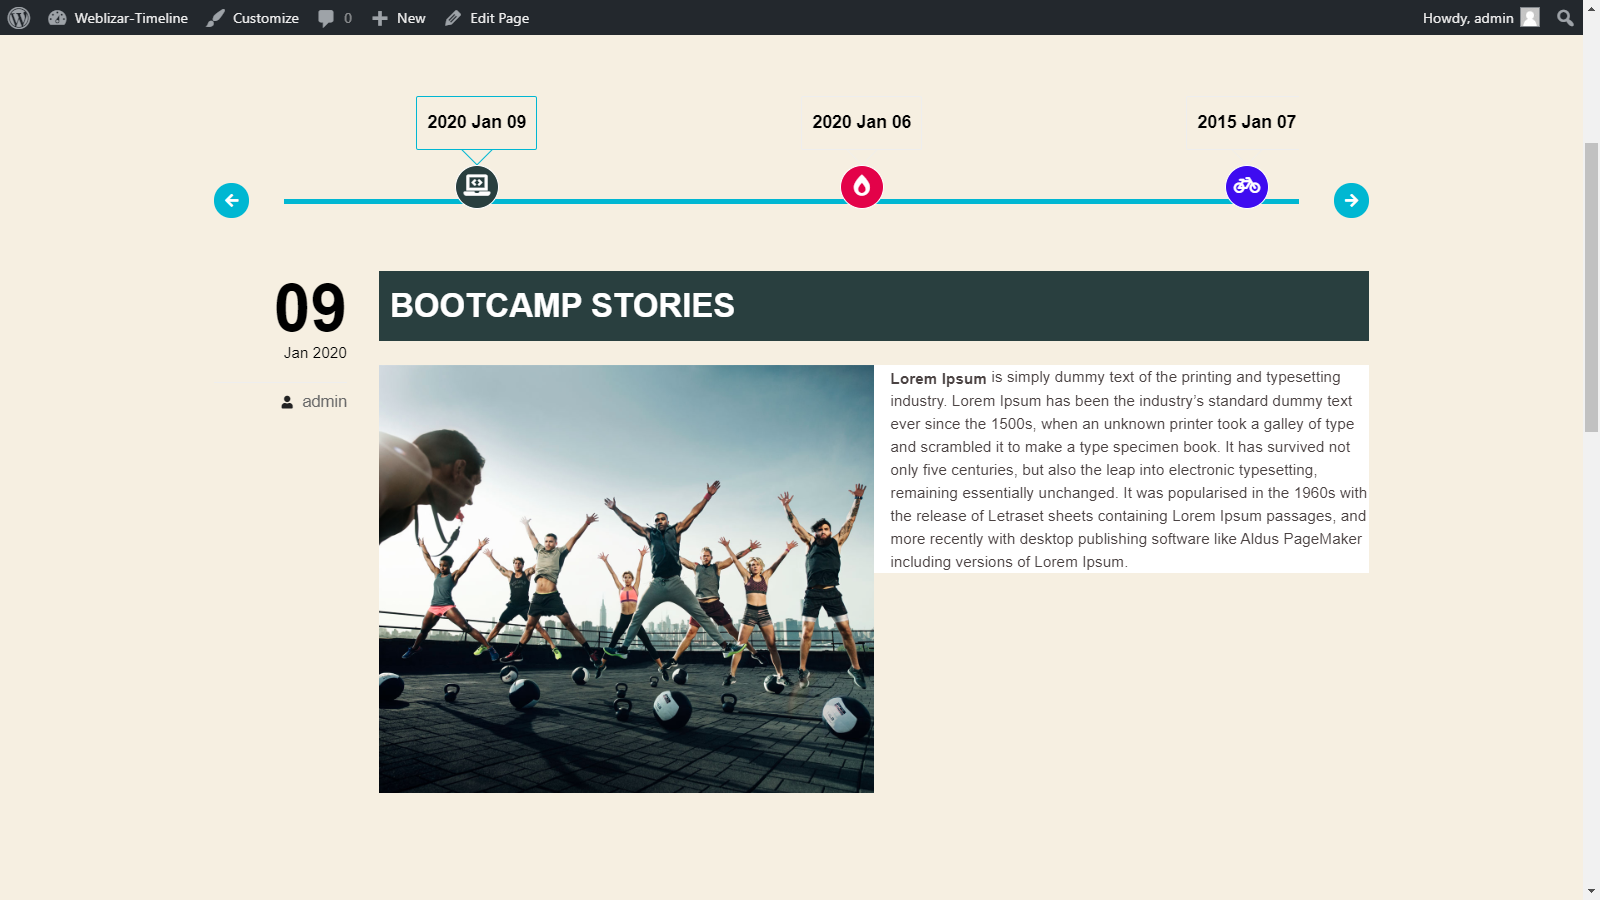 Weblizar-Timeline Customize 0 New Edit Page Howdy, admin
2020 Jan 09 2020 Jan 06 2015 Jan 07
09
Jan 2020
admin
BOOTCAMP STORIES
Lorem Ipsum is simply dummy text of the printing and typesetting
industry. Lorem Ipsum has been the industry’s standard dummy text
ever since the 1500s, when an unknown printer took a galley of type
and scrambled it to make a type specimen book. It has survived not
only five centuries, but also the leap into electronic typesetting,
remaining essentially unchanged. It was popularised in the 1960s with
the release of Letraset sheets containing Lorem Ipsum passages, and
more recently with desktop publishing software like Aldus PageMaker
including versions of Lorem Ipsum.